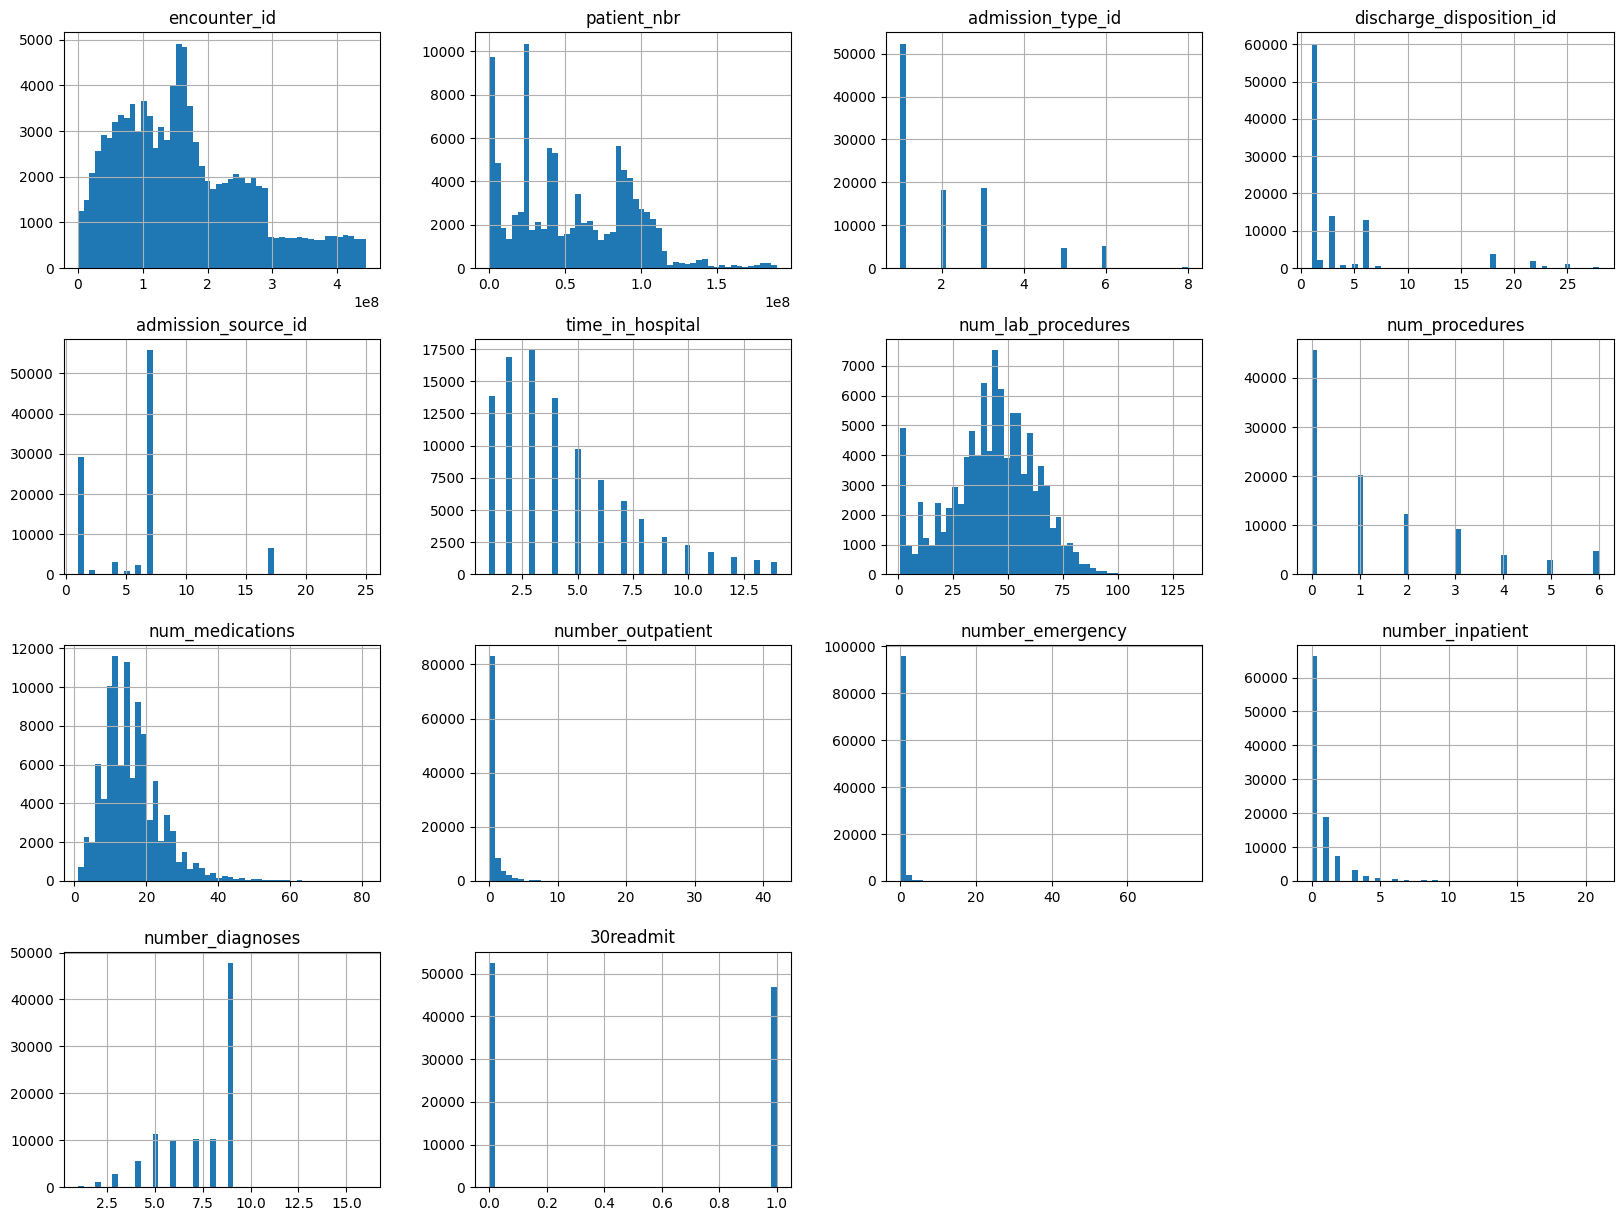 encounter_id
5000
4000
3000
2000
1000
0
0 1 2 3 4
1e8
patient_nbr
10000
8000
6000
4000
2000
0
0.0 0.5 1.0 1.5
1e8
admission_type_id
50000
40000
30000
20000
10000
0
2 4 6 8
discharge_disposition_id
60000
50000
40000
30000
20000
10000
0
0 5 10 15 20 25
admission_source_id
50000
40000
30000
20000
10000
0
0 5 10 15 20 25
time_in_hospital
17500
15000
12500
10000
7500
5000
2500
0
2.5 5.0 7.5 10.0 12.5
num_lab_procedures
7000
6000
5000
4000
3000
2000
1000
0
0 25 50 75 100 125
num_procedures
40000
30000
20000
10000
0
0 1 2 3 4 5 6
num_medications
12000
10000
8000
6000
4000
2000
0
0 20 40 60 80
number_outpatient
80000
60000
40000
20000
0
0 10 20 30 40
number_emergency
100000
80000
60000
40000
20000
0
0 20 40 60
number_inpatient
60000
50000
40000
30000
20000
10000
0
0 5 10 15 20
number_diagnoses
50000
40000
30000
20000
10000
0
2.5 5.0 7.5 10.0 12.5 15.0
30readmit
50000
40000
30000
20000
10000
0
0.0 0.2 0.4 0.6 0.8 1.0